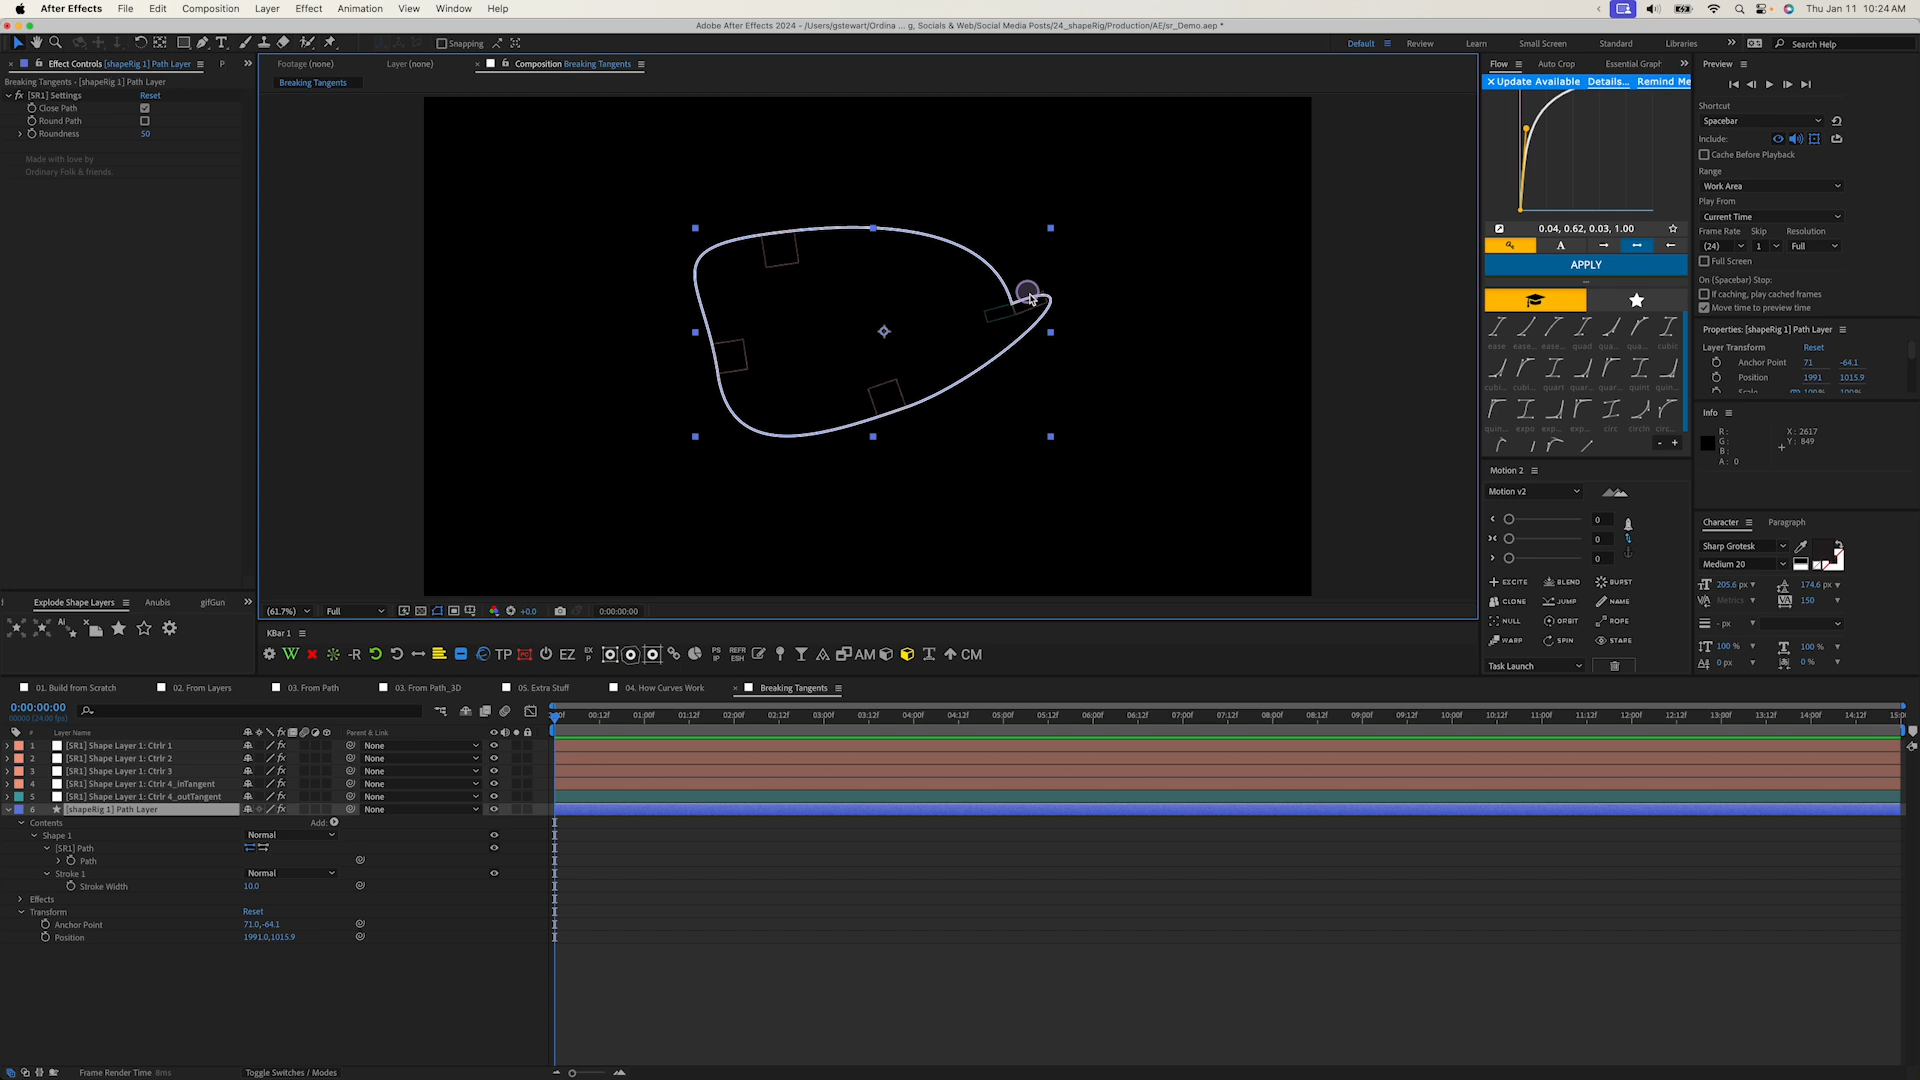 After Effects File Edit Composition Layer Effect Animation View Window Help
Thu Jan 11 10:24 AM
Adobe After Effects 2024 - /Users/gstewart/Ordina ... g, Socials & Web/Social Media Posts/24_shapeRig/Production/AE/sr_Demo.aep *
Snapping
Default Review Learn Small Screen Standard Libraries Search Help
Effect Controls [shapeRig 1] Path Layer P
Breaking Tangents • [shapeRig 1] Path Layer
fx [SR1] Settings Reset
Close Path
Round Path
Roundness 50
Made with love by
Ordinary Folk & friends.
Footage (none) Layer (none) Composition Breaking Tangents
Breaking Tangents
Flow Auto Crop Essential Graph
Update Available Details... Remind Me
0.04, 0.62, 0.03, 1.00
A
APPLY
ease ease... ease... quad qua... qua... cubic
cubi... cubi... quart quar... quar... quint quin...
quin... expo exp... exp... circ circIn circ...
Motion 2
Motion v2
0
0
0
EXCITE BLEND BURST
CLONE JUMP NAME
NULL ORBIT ROPE
WARP SPIN STARE
Task Launch
Preview
Shortcut
Spacebar
Include:
Cache Before Playback
Range
Work Area
Play From
Current Time
Frame Rate Skip Resolution
(24) 1 Full
Full Screen
On (Spacebar) Stop:
If caching, play cached frames
Move time to preview time
Properties: [shapeRig 1] Path Layer
Layer Transform Reset
Anchor Point 71 -64.1
Position 1991 1015.9
Scale 100% 100%
Info
R:
G:
B:
A: 0
X: 2617
Y: 849
Character Paragraph
Sharp Grotesk
Medium 20
205.6 px 174.6 px
Metrics 150
- px
100 % 100 %
0 px 0 %
Explode Shape Layers Anubis gifGun
Ai
(61.7%) Full +0.0 0:00:00:00
KBar 1
-R TP PC EZ EX P PS IP REFR ESH AM CM
01. Build from Scratch 02. From Layers 03. From Path 03. From Path_3D 05. Extra Stuff 04. How Curves Work Breaking Tangents
0:00:00:00
00000 (24.00 fps)
00:12f 01:00f 01:12f 02:00f 02:12f 03:00f 03:12f 04:00f 04:12f 05:00f 05:12f 06:00f 06:12f 07:00f 07:12f 08:00f 08:12f 09:00f 09:12f 10:00f 10:12f 11:00f 11:12f 12:00f 12:12f 13:00f 13:12f 14:00f 14:12f 15:0
# Layer Name Parent & Link
1 [SR1] Shape Layer 1: Ctrlr 1 fx None
2 [SR1] Shape Layer 1: Ctrlr 2 fx None
3 [SR1] Shape Layer 1: Ctrlr 3 fx None
4 [SR1] Shape Layer 1: Ctrlr 4_inTangent fx None
5 [SR1] Shape Layer 1: Ctrlr 4_outTangent fx None
6 [shapeRig 1] Path Layer fx None
Contents Add:
Shape 1 Normal
[SR1] Path
Path
Stroke 1 Normal
Stroke Width 10.0
Effects
Transform Reset
Anchor Point 71.0,-64.1
Position 1991.0,1015.9
Frame Render Time 8ms Toggle Switches / Modes